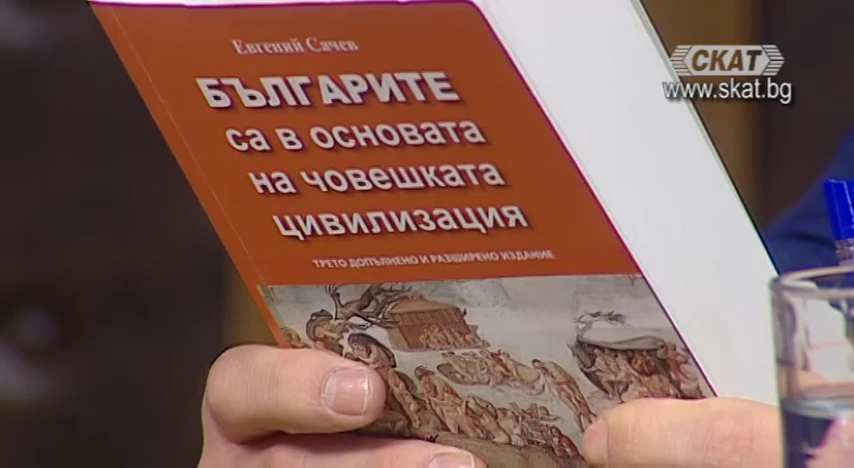 Евгений Сачев
БЪЛГАРИТЕ
са в основата
на човешката
цивилизация
ТРЕТО ДОПЪЛНЕНО И РАЗШИРЕНО ИЗДАНИЕ
СКАТ
www.skat.bg